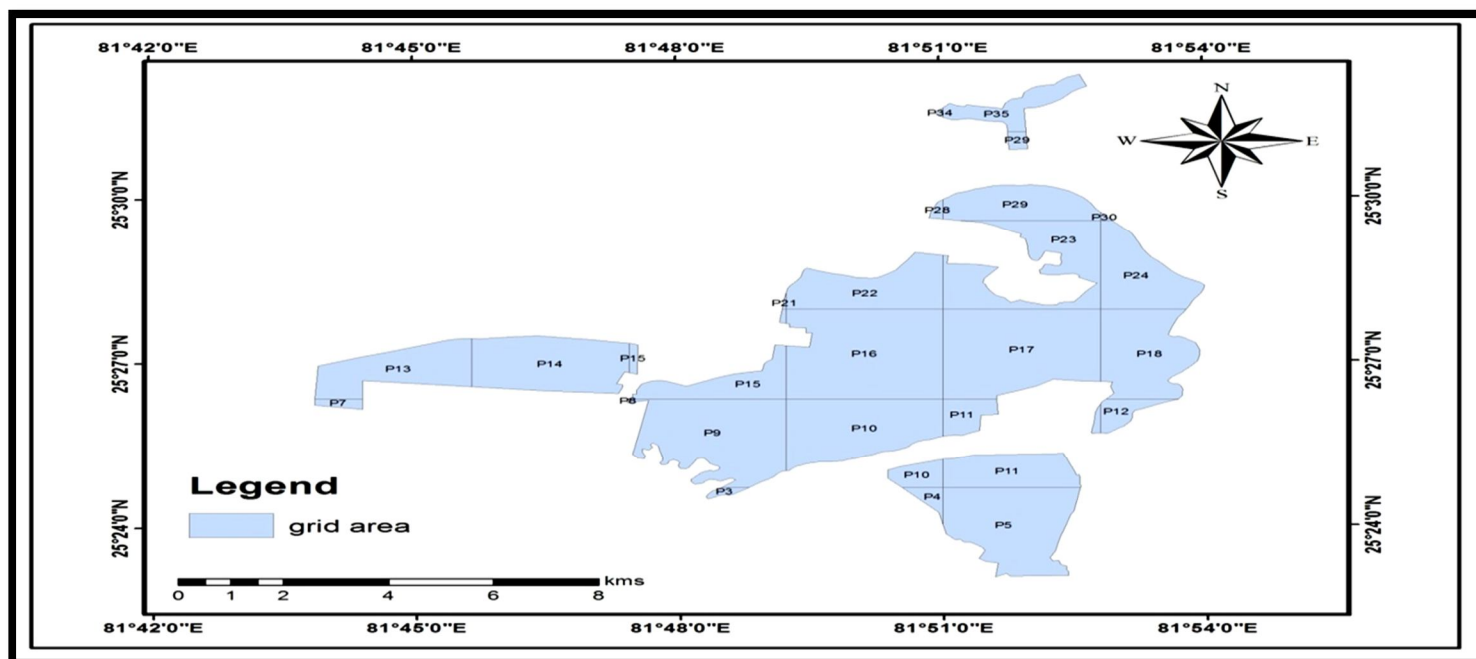 81°42'0"E 81°45'0"E 81°48'0"E 81°51'0"E 81°54'0"E
N
W E
S
P34 P35
P29
25°30'0"N 25°30'0"N
P28 P29 P30
P23
P24
P22
P21
P16 P17 P18
25°27'0"N 25°27'0"N
P13 P14 P15
P15
P7 P8
P12
P11
P9 P10
P10 P11
P3 P4
P5
25°24'0"N 25°24'0"N
Legend
grid area
kms
0 1 2 4 6 8
81°42'0"E 81°45'0"E 81°48'0"E 81°51'0"E 81°54'0"E